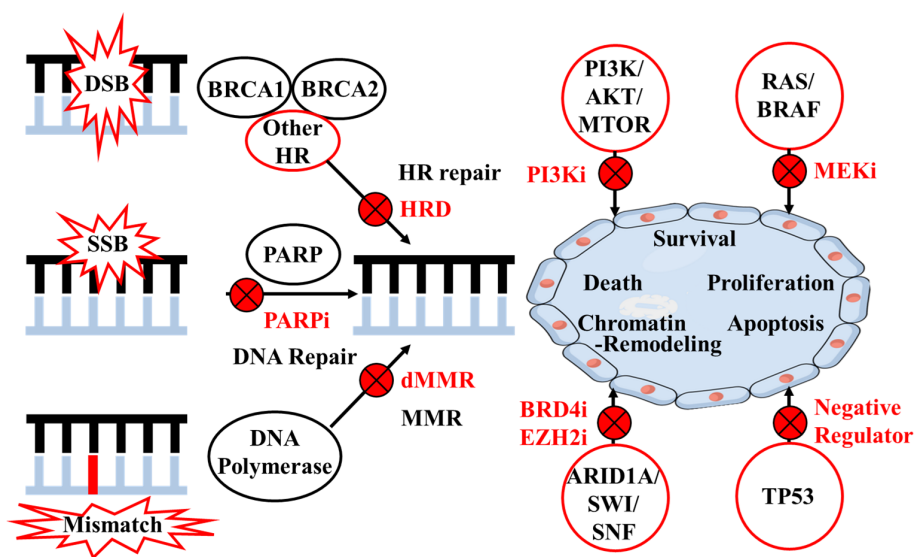 DSB
BRCA1
BRCA2
Other
HR
HR repair
HRD
SSB
PARP
PARPi
DNA Repair
dMMR
MMR
DNA
Polymerase
Mismatch
PI3K/
AKT/
MTOR
PI3Ki
RAS/
BRAF
MEKi
Survival
Death
Proliferation
Chromatin
-Remodeling
Apoptosis
BRD4i
EZH2i
ARID1A/
SWI/
SNF
Negative
Regulator
TP53